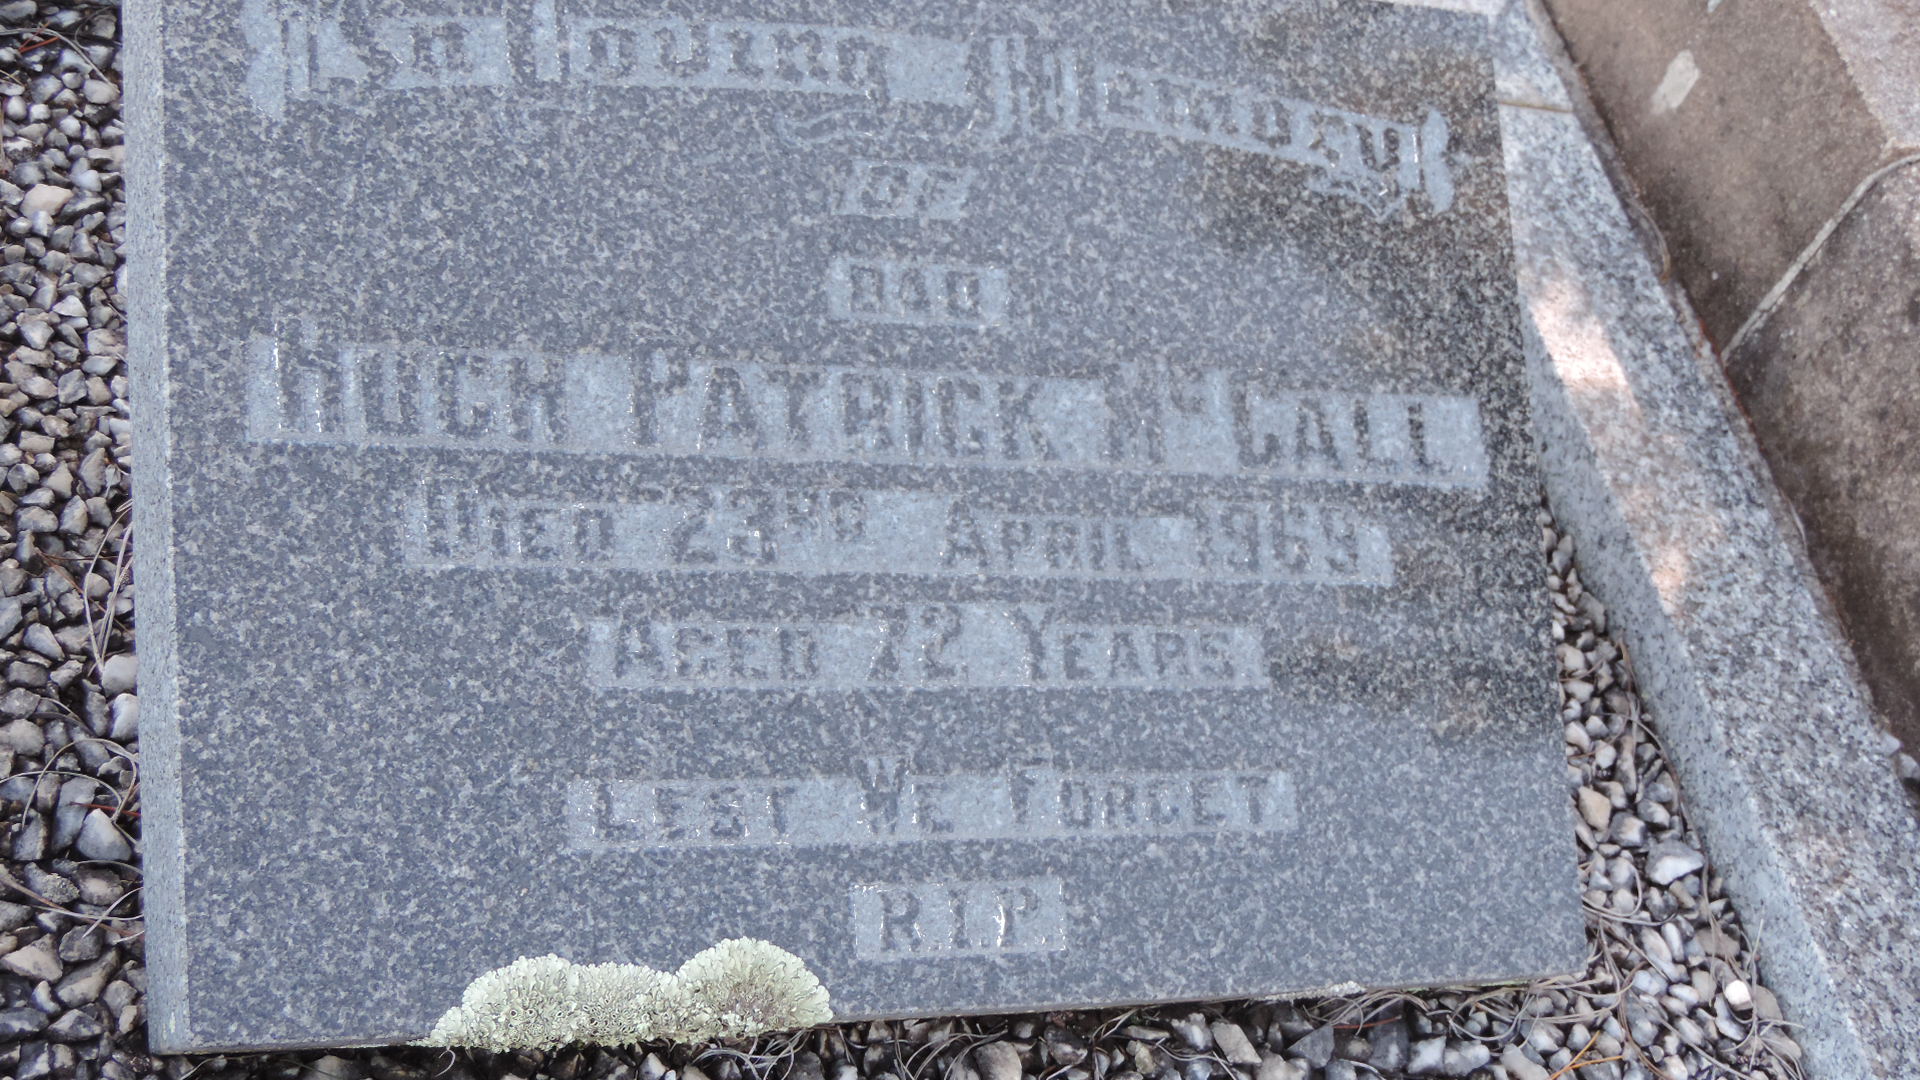 In Loving Memory
OF
DAD
HUGH PATRICK McCALL
DIED 23RD APRIL 1969
AGED 72 YEARS
LEST WE FORGET
R.I.P